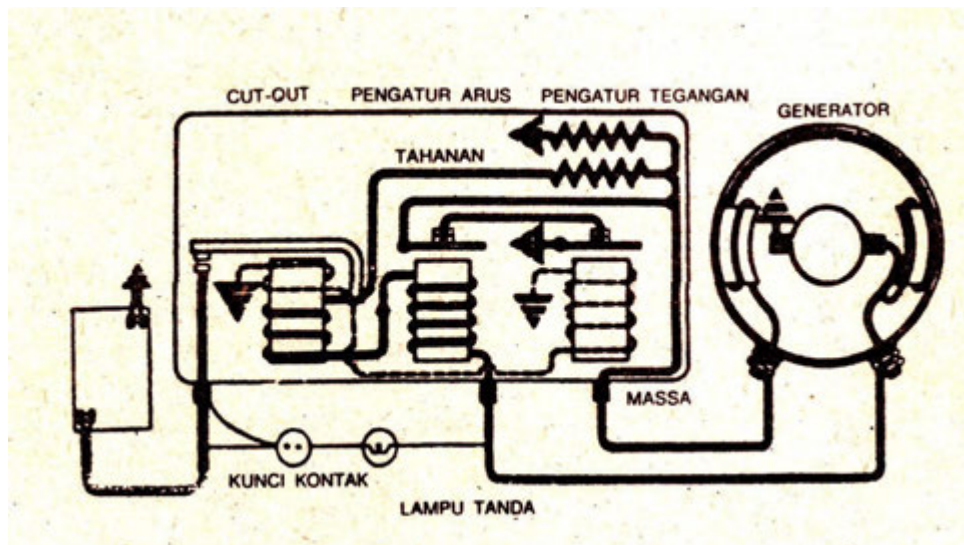 CUT-OUT
PENGATUR ARUS
PENGATUR TEGANGAN
GENERATOR
TAHANAN
MASSA
KUNCI KONTAK
LAMPU TANDA